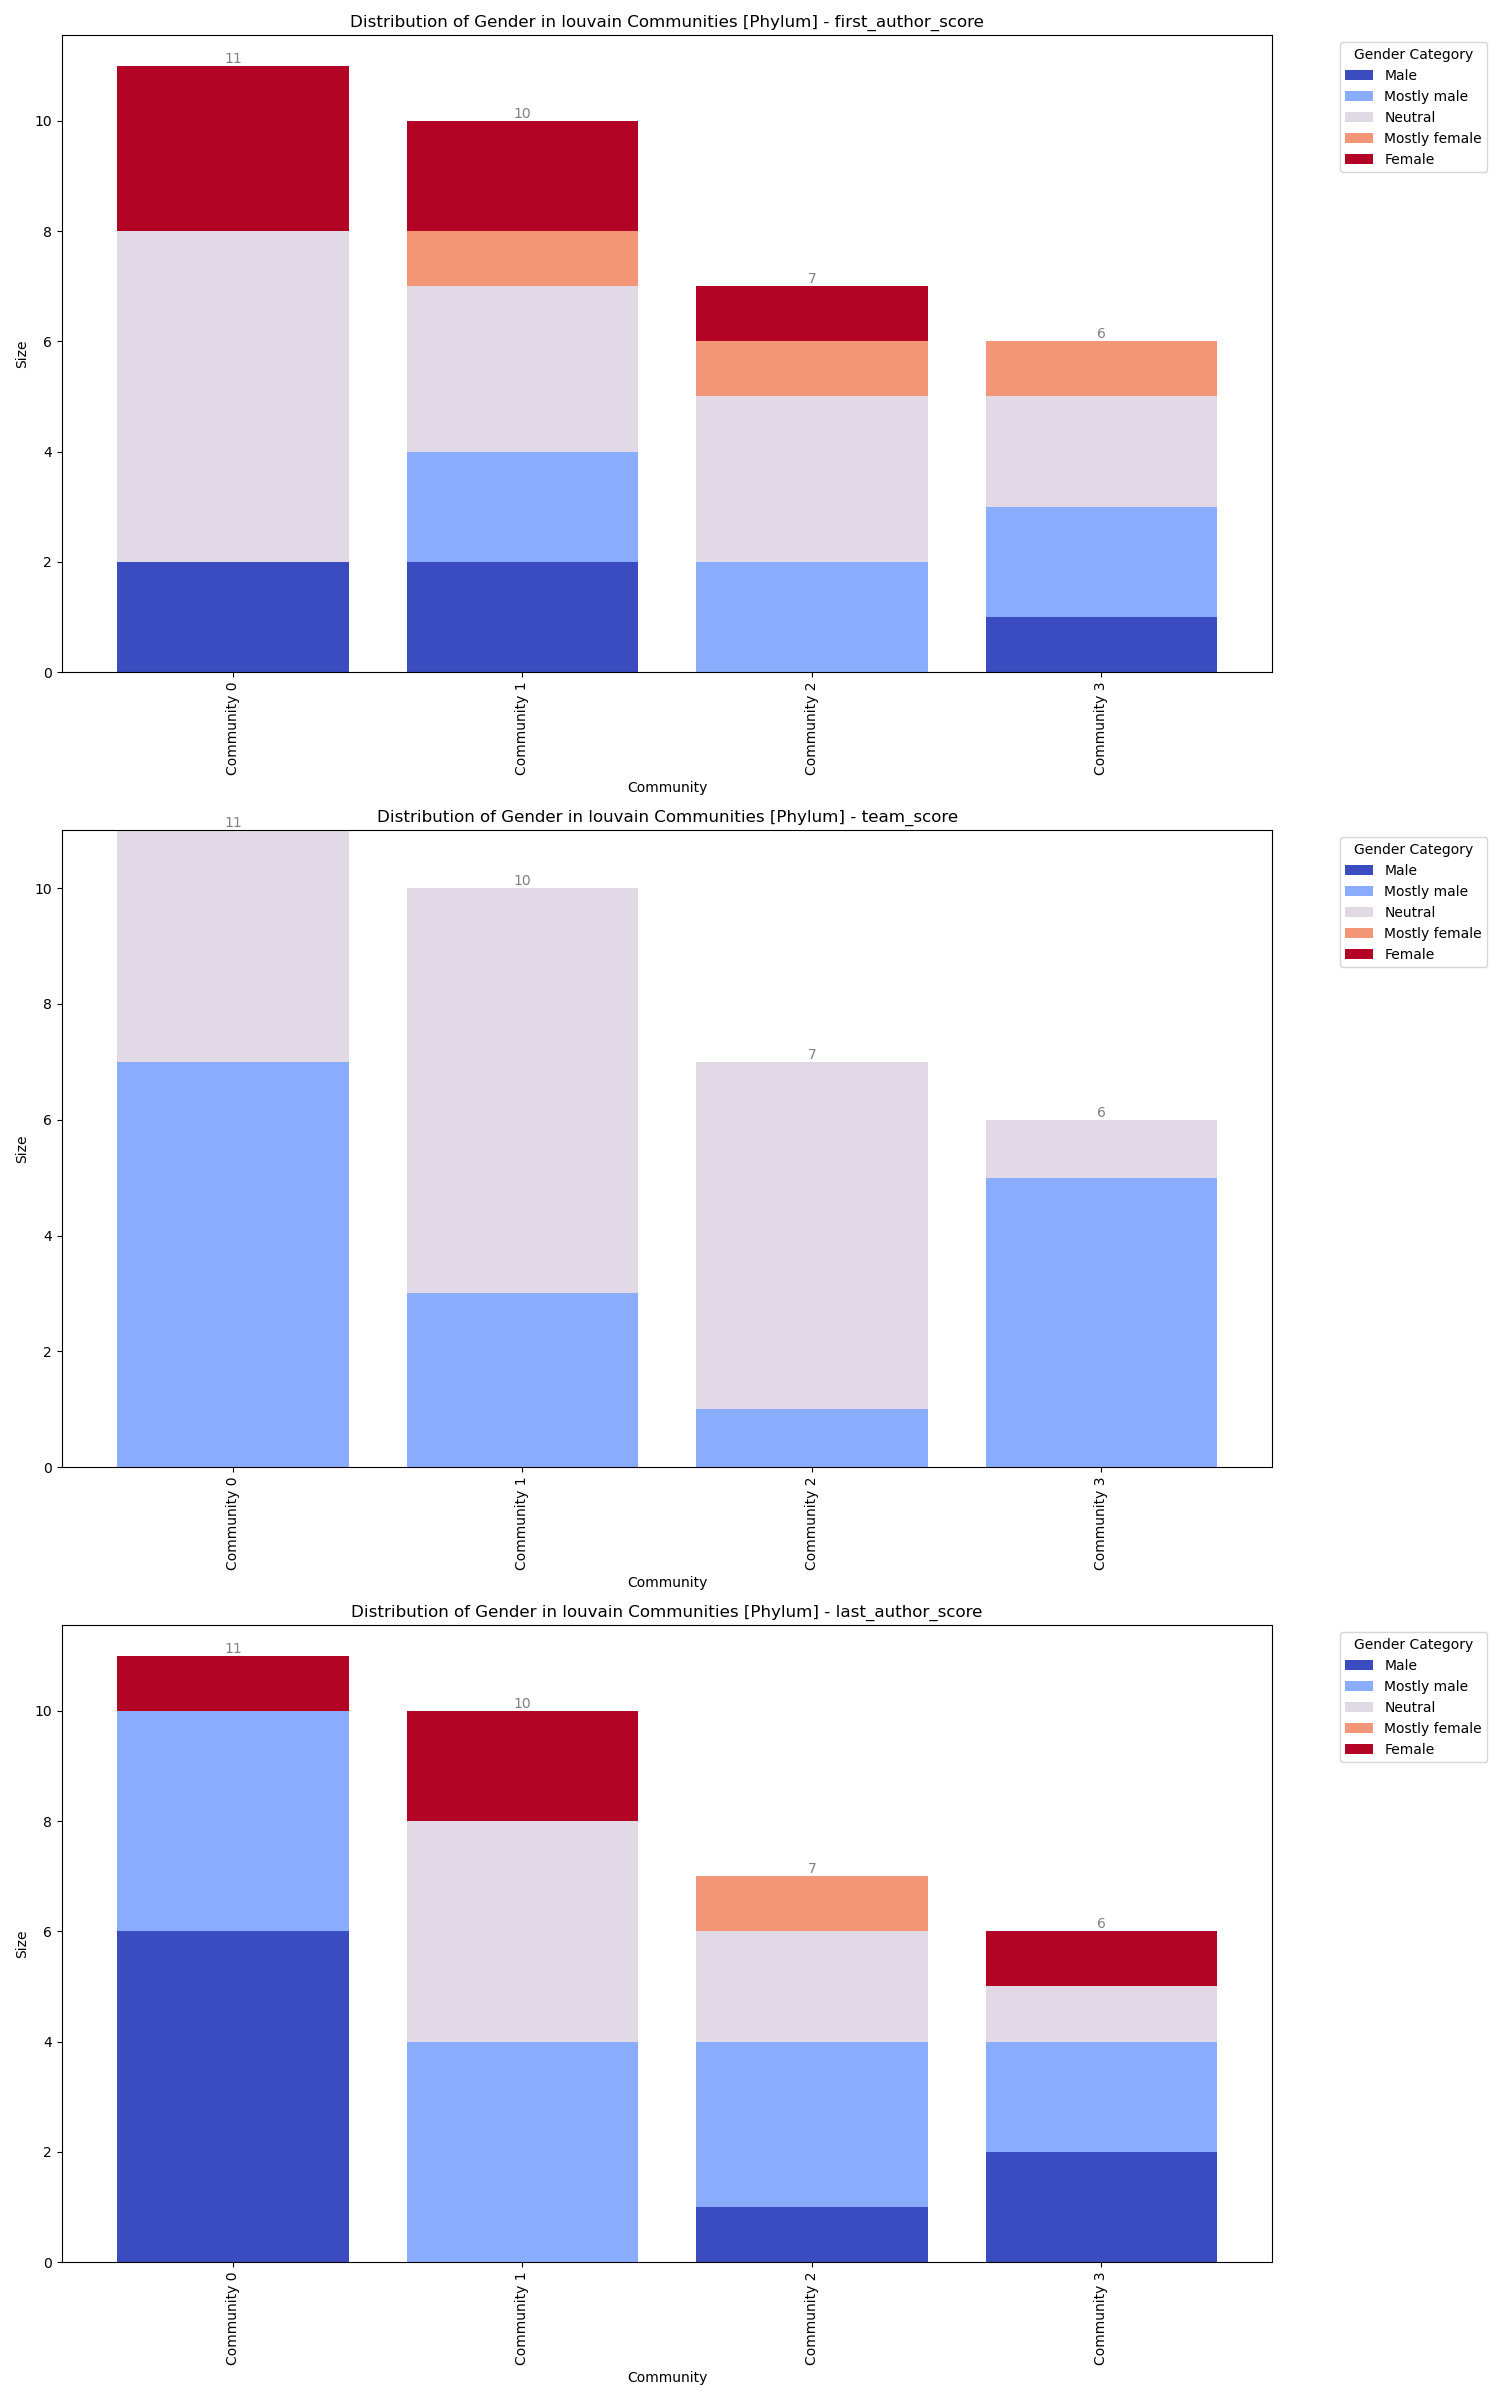 Distribution of Gender in louvain Communities [Phylum] - first_author_score
11
10
7
6
10
8
6
4
2
0
Size
Community 0
Community 1
Community 2
Community 3
Community
Gender Category
Male
Mostly male
Neutral
Mostly female
Female
Distribution of Gender in louvain Communities [Phylum] - team_score
11
10
7
6
10
8
6
4
2
0
Size
Community 0
Community 1
Community 2
Community 3
Community
Gender Category
Male
Mostly male
Neutral
Mostly female
Female
Distribution of Gender in louvain Communities [Phylum] - last_author_score
11
10
7
6
10
8
6
4
2
0
Size
Community 0
Community 1
Community 2
Community 3
Community
Gender Category
Male
Mostly male
Neutral
Mostly female
Female